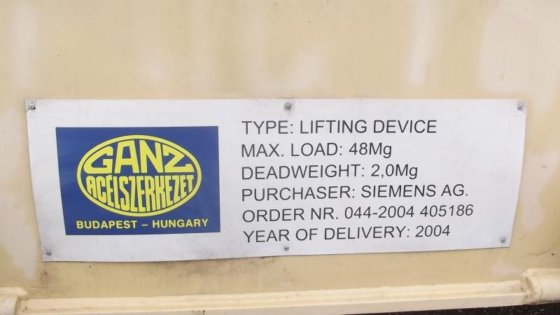 GANZ
ACÉLSZERKEZET
BUDAPEST – HUNGARY
TYPE: LIFTING DEVICE
MAX. LOAD: 48Mg
DEADWEIGHT: 2,0Mg
PURCHASER: SIEMENS AG.
ORDER NR. 044-2004 405186
YEAR OF DELIVERY: 2004